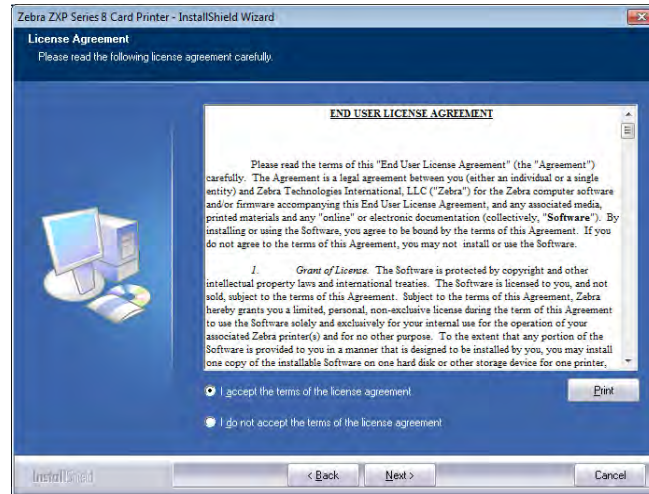 Zebra ZXP Series 8 Card Printer - InstallShield Wizard
License Agreement
Please read the following license agreement carefully.
END USER LICENSE AGREEMENT
Please read the terms of this "End User License Agreement" (the "Agreement")
carefully. The Agreement is a legal agreement between you (either an individual or a single
entity) and Zebra Technologies International, LLC ("Zebra") for the Zebra computer software
and/or firmware accompanying this End User License Agreement, and any associated media,
printed materials and any "online" or electronic documentation (collectively, "Software"). By
installing or using the Software, you agree to be bound by the terms of this Agreement. If you
do not agree to the terms of this Agreement, you may not install or use the Software.
1. Grant of License. The Software is protected by copyright and other
intellectual property laws and international treaties. The Software is licensed to you, and not
sold, subject to the terms of this Agreement. Subject to the terms of this Agreement, Zebra
hereby grants you a limited, personal, non-exclusive license during the term of this Agreement
to use the Software solely and exclusively for your internal use for the operation of your
associated Zebra printer(s) and for no other purpose. To the extent that any portion of the
Software is provided to you in a manner that is designed to be installed by you, you may install
one copy of the installable Software on one hard disk or other storage device for one printer,
I accept the terms of the license agreement
Print
I do not accept the terms of the license agreement
InstallShield
< Back
Next >
Cancel